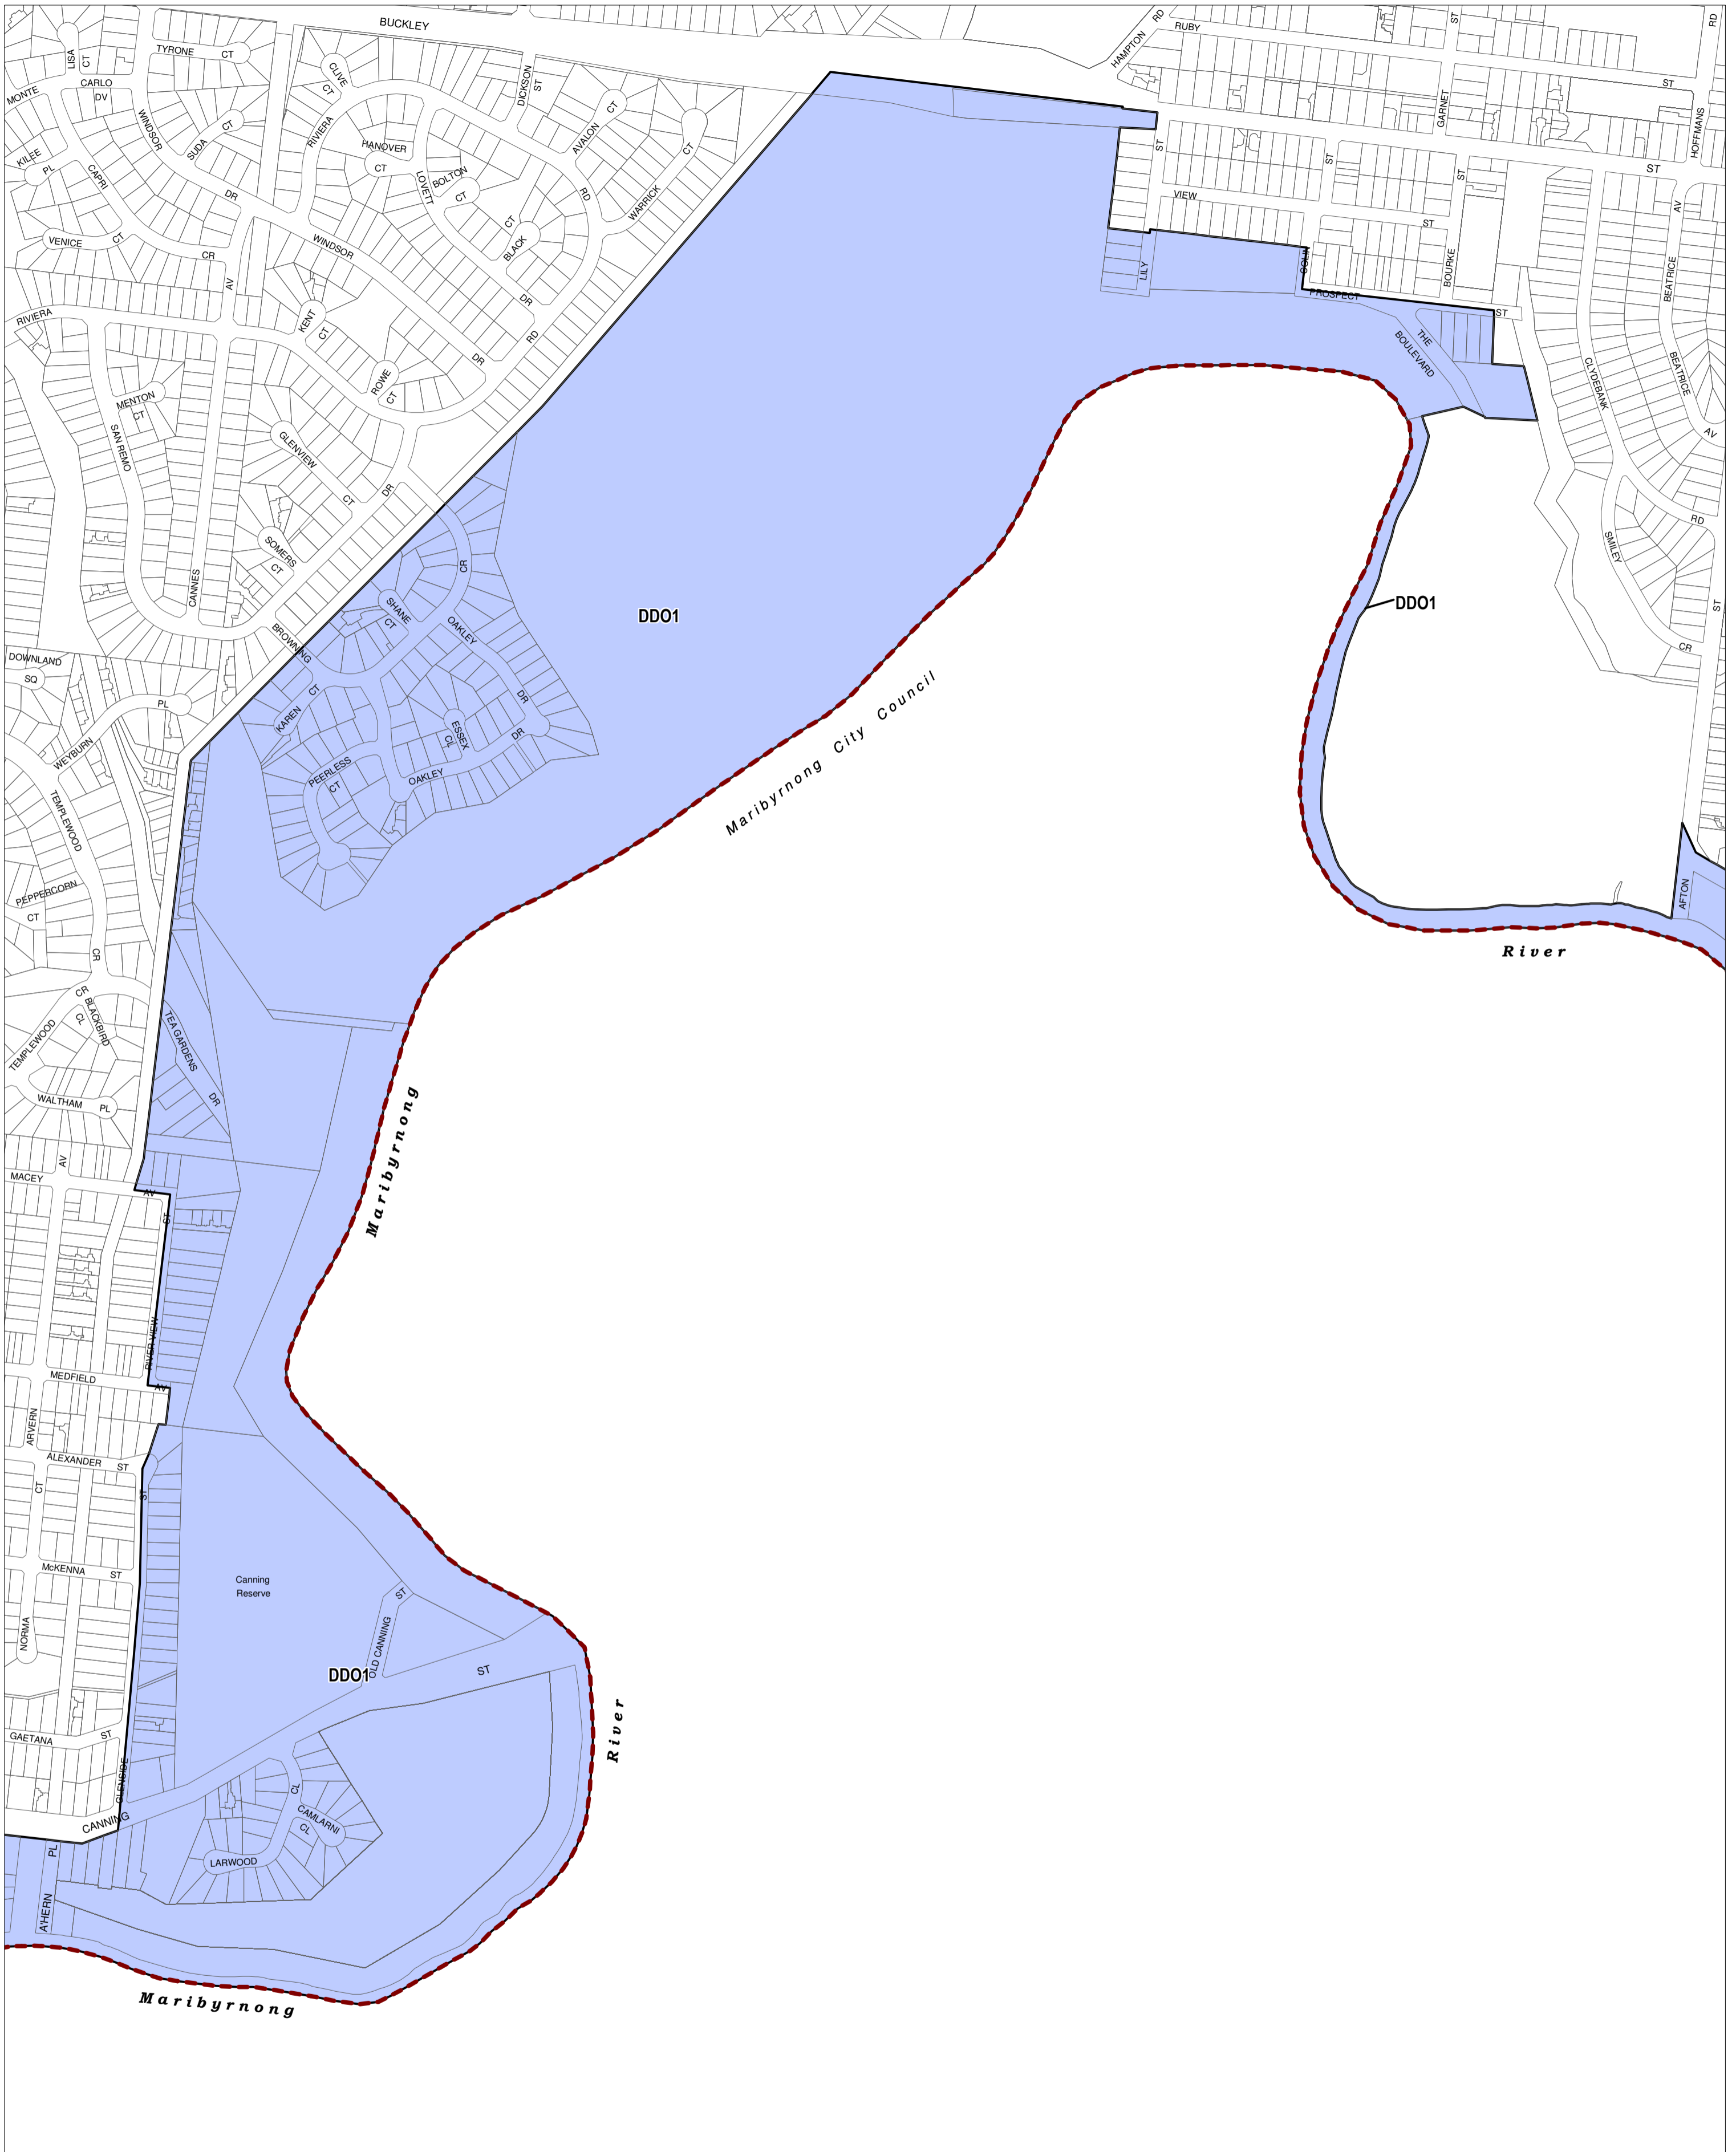 BUCKLEY
LISA
CT
TYRONE CT
CARLO
DV
MONTE
WINDSOR
SUDA
CT
KILEE
PL
CAPRI
DR
VENICE
CT
CR
AV
RIVIERA
CLIVE
CT
RIVIERA
HANOVER
CT
LOVETT
BOLTON
CT
DICKSON
ST
AVALON
CT
RD
CT
WARRICK
CT
BLACK
WINDSOR
DR
KENT
CT
DR
RD
ROWE
CT
MENTON
CT
SAN REMO
GLENVIEW
CT
DR
SOMERS
CT
CANNES
BROWNING
HAMPTON
RD
RUBY
ST
RD
ST
GARNET
HOFFMANS
ST
ST
ST
ST
VIEW
ST
AV
BEATRICE
LILY
COLIN
BOURKE
PROSPECT
ST
THE
BOULEVARD
CLYDEBANK
BEATRICE
AV
RD
SMILEY
ST
CR
CR
SHANE
CT
OAKLEY
DR
KAREN
CT
ESSEX
CL
DR
PEERLESS
CT
OAKLEY
DDO1
DDO1
Maribyrnong City Council
DOWNLAND
SQ
PL
WEYBURN
TEMPLEWOOD
PEPPERCORN
CT
CR
CR
BLACKBIRD
CL
TEMPLEWOOD
WALTHAM PL
TEA GARDENS
DR
AFTON
River
AV
MACEY
AV
ST
Maribyrnong
RIVER VIEW
MEDFIELD
AV
ARVERN
ALEXANDER ST
CT
ST
McKENNA ST
NORMA
Canning
Reserve
ST
OLD CANNING
DDO1
ST
River
GAETANA
ST
GLENSIDE
CANNING
CL
CAMLARNI
CL
LARWOOD
PL
A'HERN
Maribyrnong